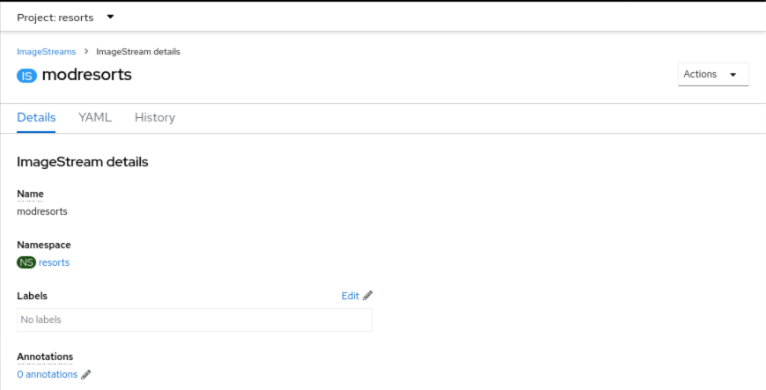 Project: resorts
ImageStreams > ImageStream details
IS modresorts
Actions
Details YAML History
ImageStream details
Name
modresorts
Namespace
NS resorts
Labels
Edit
No labels
Annotations
0 annotations